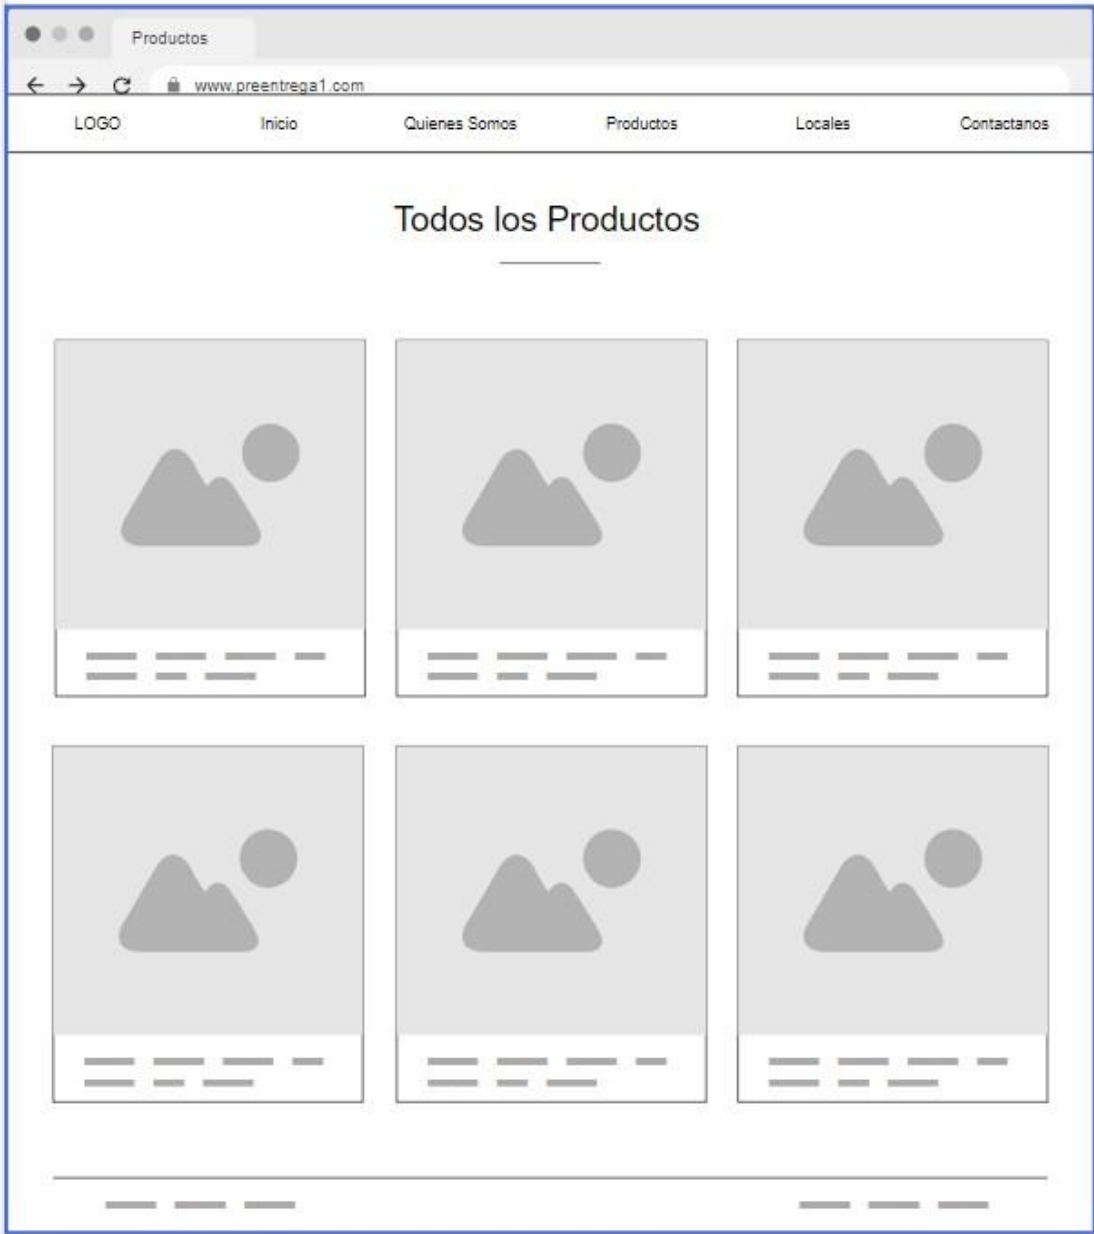 Productos
www.preentrega1.com
LOGO Inicio Quienes Somos Productos Locales Contactanos
Todos los Productos